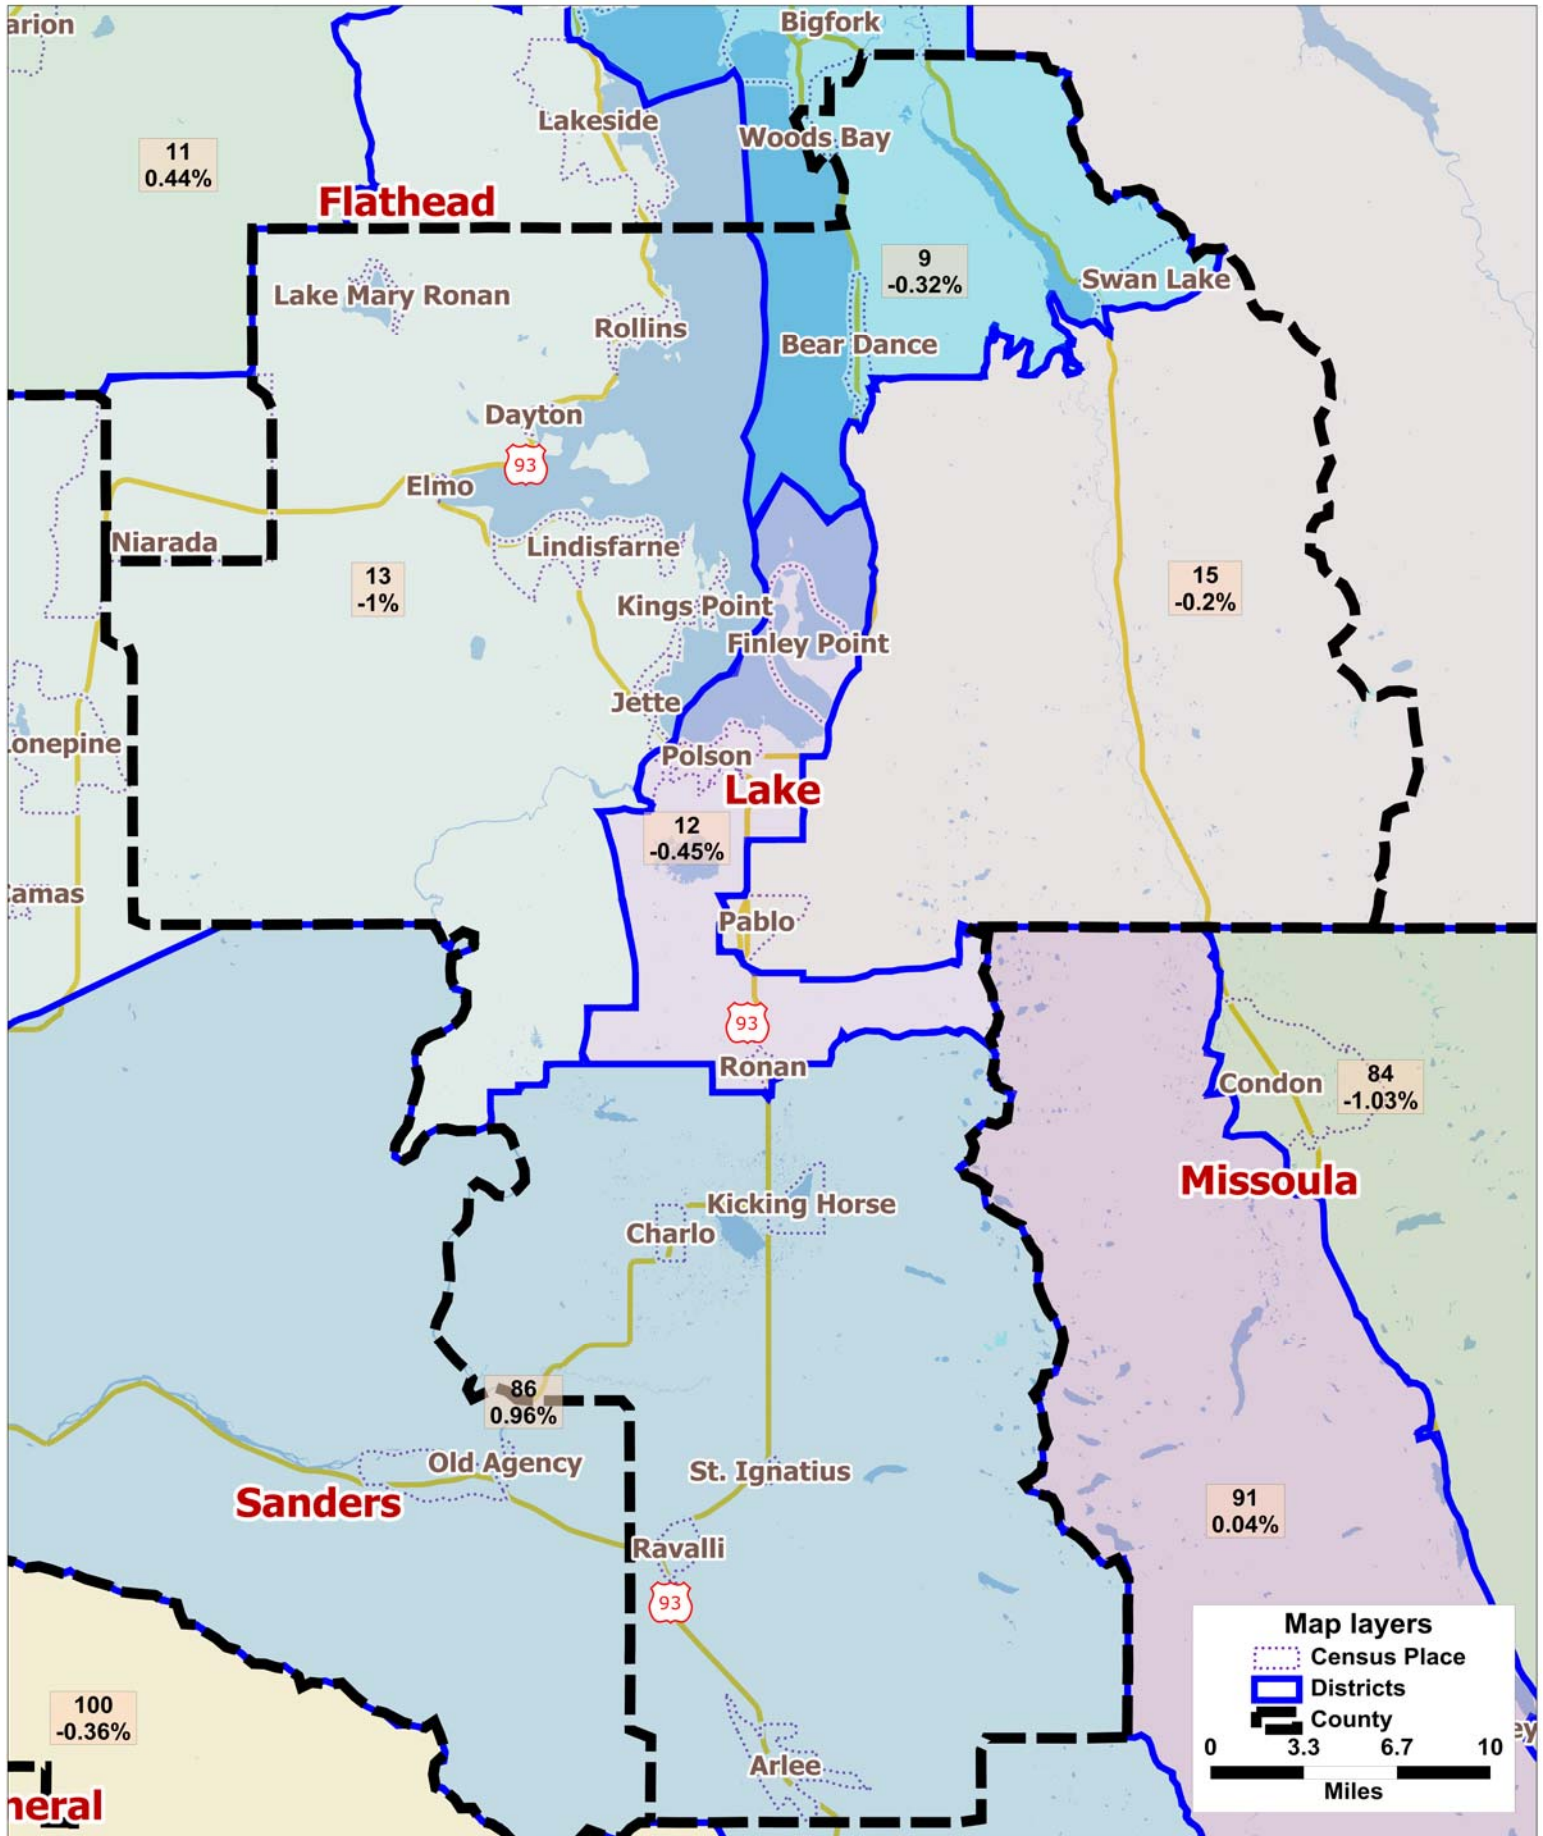 arion
Bigfork
Lakeside
Woods Bay
11
0.44%
Flathead
9
-0.32%
Swan Lake
Lake Mary Ronan
Rollins
Bear Dance
Dayton
93
Elmo
Niarada
Lindisfarne
13
-1%
15
-0.2%
Kings Point
Finley Point
Jette
onepine
Polson
Lake
12
-0.45%
amas
Pablo
93
Ronan
Condon
84
-1.03%
Missoula
Kicking Horse
Charlo
86
0.96%
Old Agency
St. Ignatius
Sanders
91
0.04%
Ravalli
93
Map layers
Census Place
Districts
County
0 3.3 6.7 10
Miles
100
-0.36%
ey
Arlee
neral